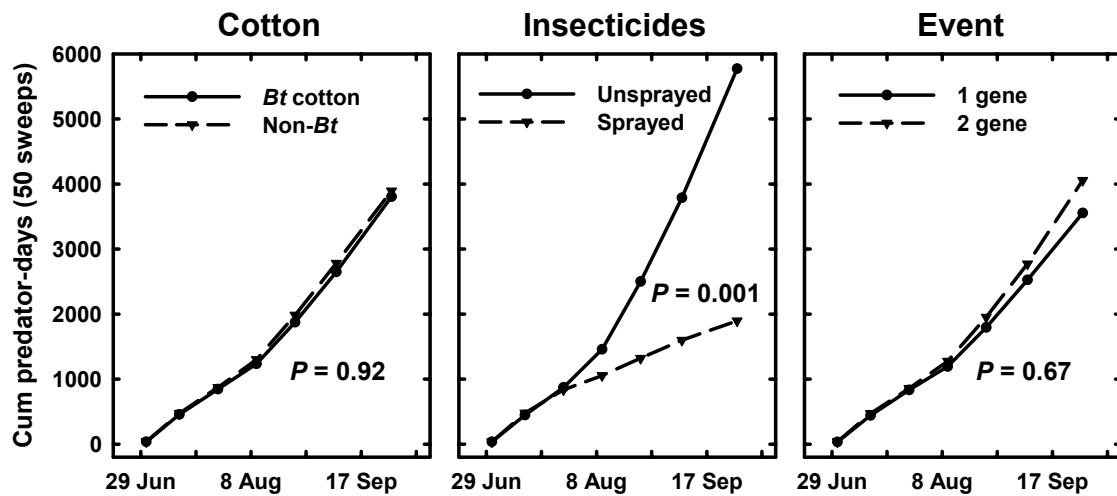 Cotton
Insecticides
Event
Cum predator-days (50 sweeps)
6000
5000
4000
3000
2000
1000
0
Bt cotton
Non-Bt
P = 0.92
29 Jun 8 Aug 17 Sep
Unsprayed
Sprayed
P = 0.001
29 Jun 8 Aug 17 Sep
1 gene
2 gene
P = 0.67
29 Jun 8 Aug 17 Sep